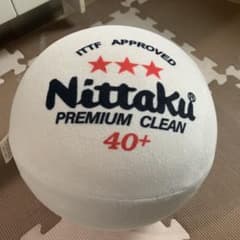 ITTF APPROVED
Nittaku
PREMIUM CLEAN
40+